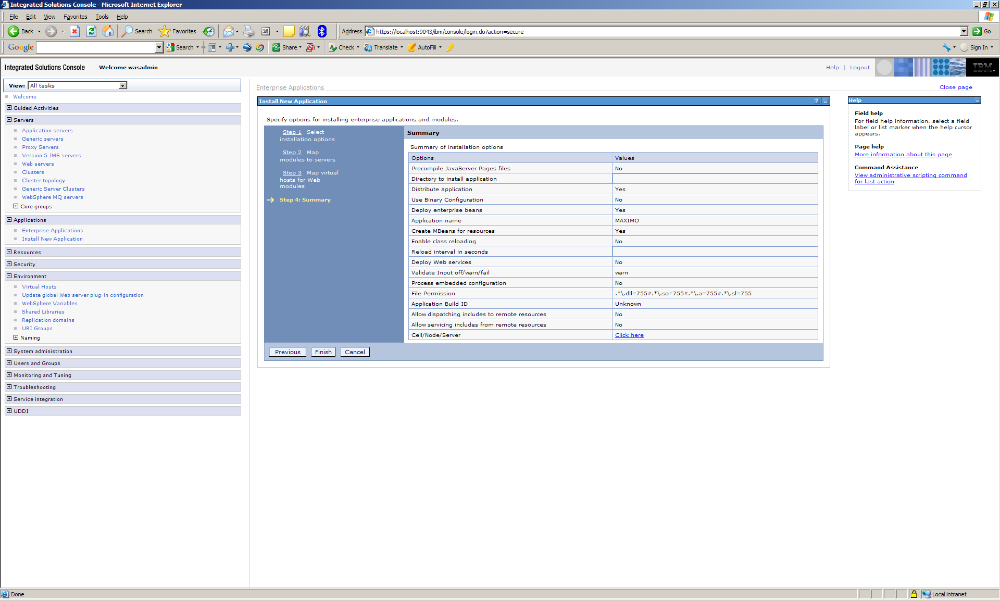 Integrated Solutions Console - Microsoft Internet Explorer
File Edit View Favorites Tools Help
Back Search Favorites Address https://localhost:9043/ibm/console/login.do?action=secure Go
Google Search Share Check Translate AutoFill Sign In
Integrated Solutions Console Welcome wasadmin Help | Logout IBM.
View: All tasks
Welcome
Guided Activities
Servers
Application servers
Generic servers
Proxy Servers
Version 5 JMS servers
Web servers
Clusters
Cluster topology
Generic Server Clusters
WebSphere MQ servers
Core groups
Applications
Enterprise Applications
Install New Application
Resources
Security
Environment
Virtual Hosts
Update global Web server plug-in configuration
WebSphere Variables
Shared Libraries
Replication domains
URI Groups
Naming
System administration
Users and Groups
Monitoring and Tuning
Troubleshooting
Service integration
UDDI
Enterprise Applications Close page
Install New Application ?
Specify options for installing enterprise applications and modules.
Step 1 Select
installation options
Step 2 Map
modules to servers
Step 3 Map virtual
hosts for Web
modules
Step 4: Summary
Summary
Summary of installation options
Options Values
Precompile JavaServer Pages files No
Directory to install application
Distribute application Yes
Use Binary Configuration No
Deploy enterprise beans Yes
Application name MAXIMO
Create MBeans for resources Yes
Enable class reloading No
Reload interval in seconds
Deploy Web services No
Validate Input off/warn/fail warn
Process embedded configuration No
File Permission .*\.dll=755#.*\.so=755#.*\.a=755#.*\.sl=755
Application Build ID Unknown
Allow dispatching includes to remote resources No
Allow servicing includes from remote resources No
Cell/Node/Server Click here
Previous Finish Cancel
Help
Field help
For field help information, select a field
label or list marker when the help cursor
appears.
Page help
More information about this page
Command Assistance
View administrative scripting command
for last action
Done Local intranet